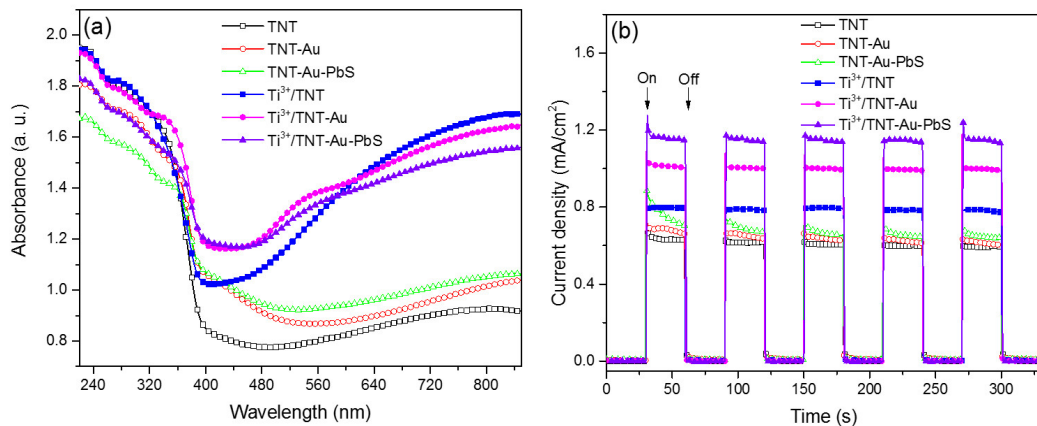 (a)
TNT
TNT-Au
TNT-Au-PbS
Ti³⁺/TNT
Ti³⁺/TNT-Au
Ti³⁺/TNT-Au-PbS
Absorbance (a. u.)
2.0
1.8
1.6
1.4
1.2
1.0
0.8
240 320 400 480 560 640 720 800
Wavelength (nm)
(b)
TNT
TNT-Au
TNT-Au-PbS
Ti³⁺/TNT
Ti³⁺/TNT-Au
Ti³⁺/TNT-Au-PbS
On
Off
Current density (mA/cm²)
1.6
1.2
0.8
0.4
0.0
0 50 100 150 200 250 300
Time (s)